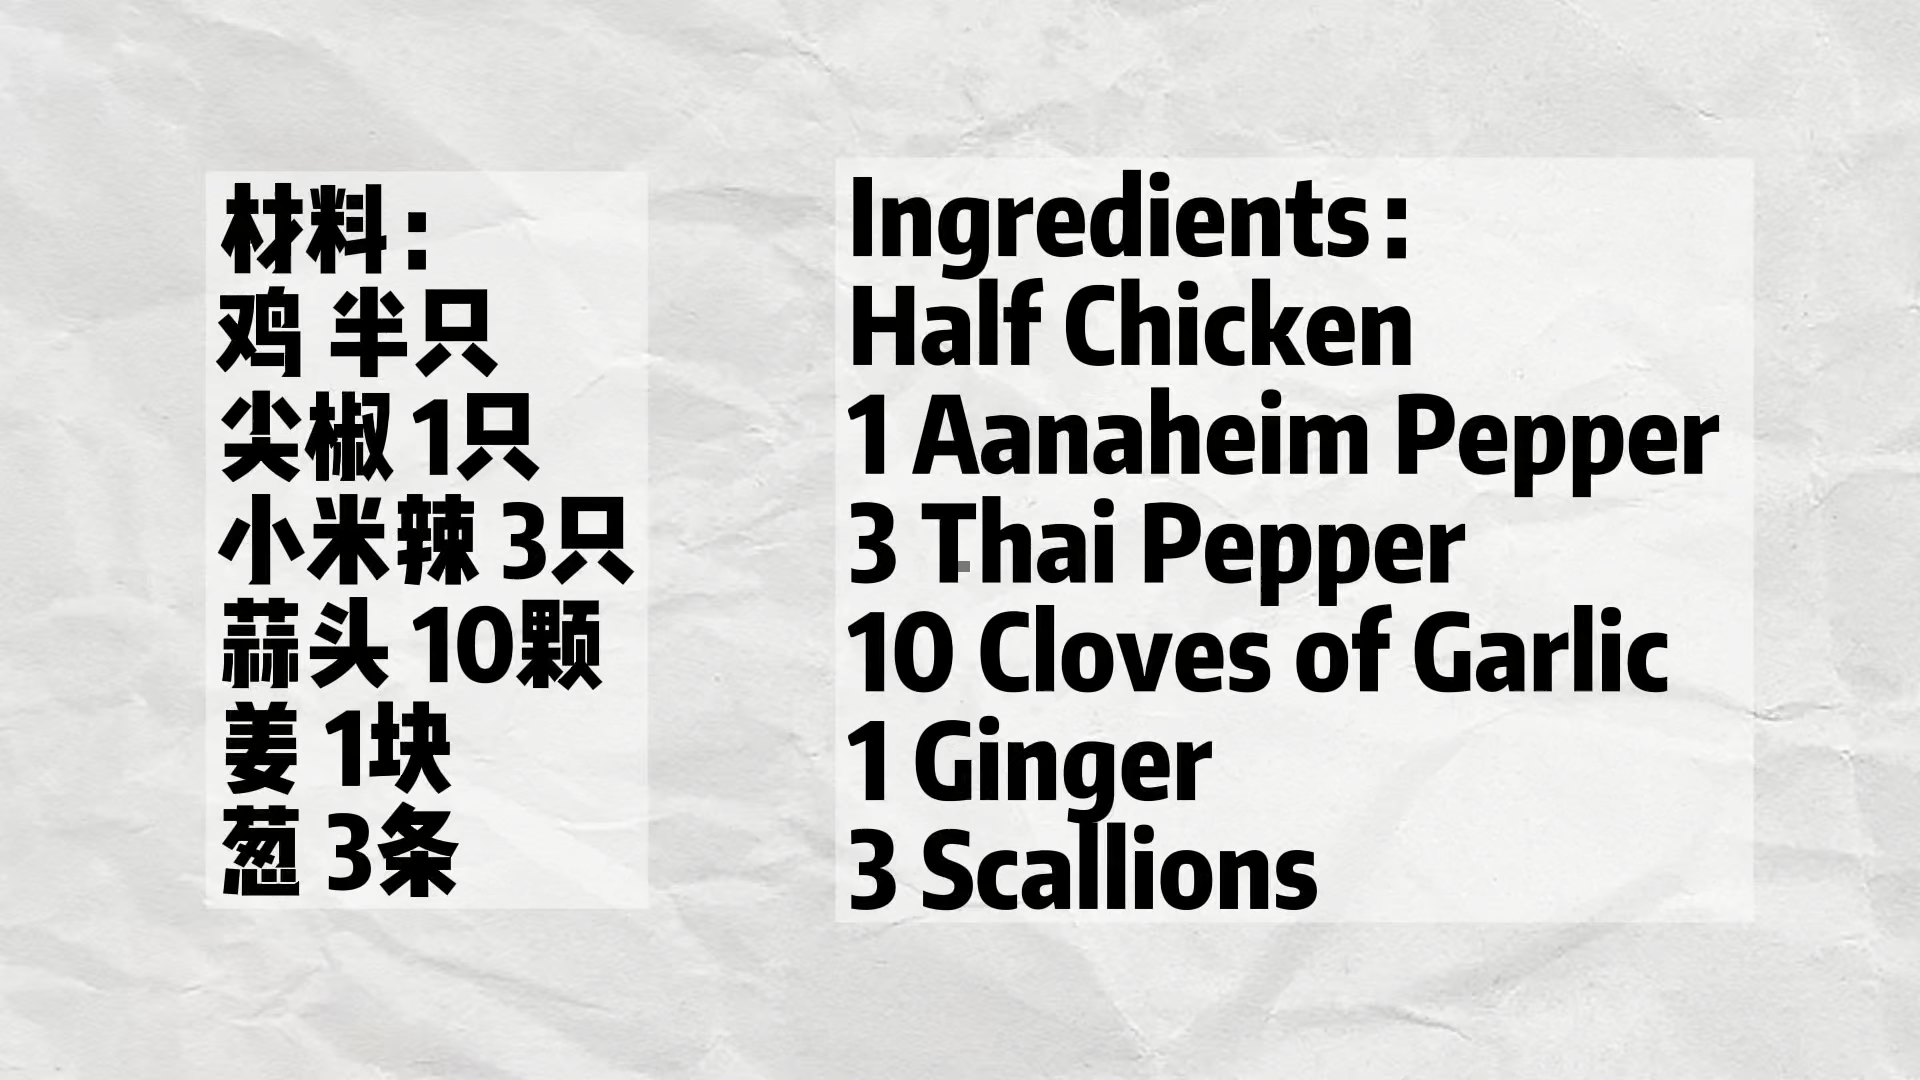 材料：
鸡 半只
尖椒 1只
小米辣 3只
蒜头 10颗
姜 1块
葱 3条
Ingredients：
Half Chicken
1 Aanaheim Pepper
3 Thai Pepper
10 Cloves of Garlic
1 Ginger
3 Scallions